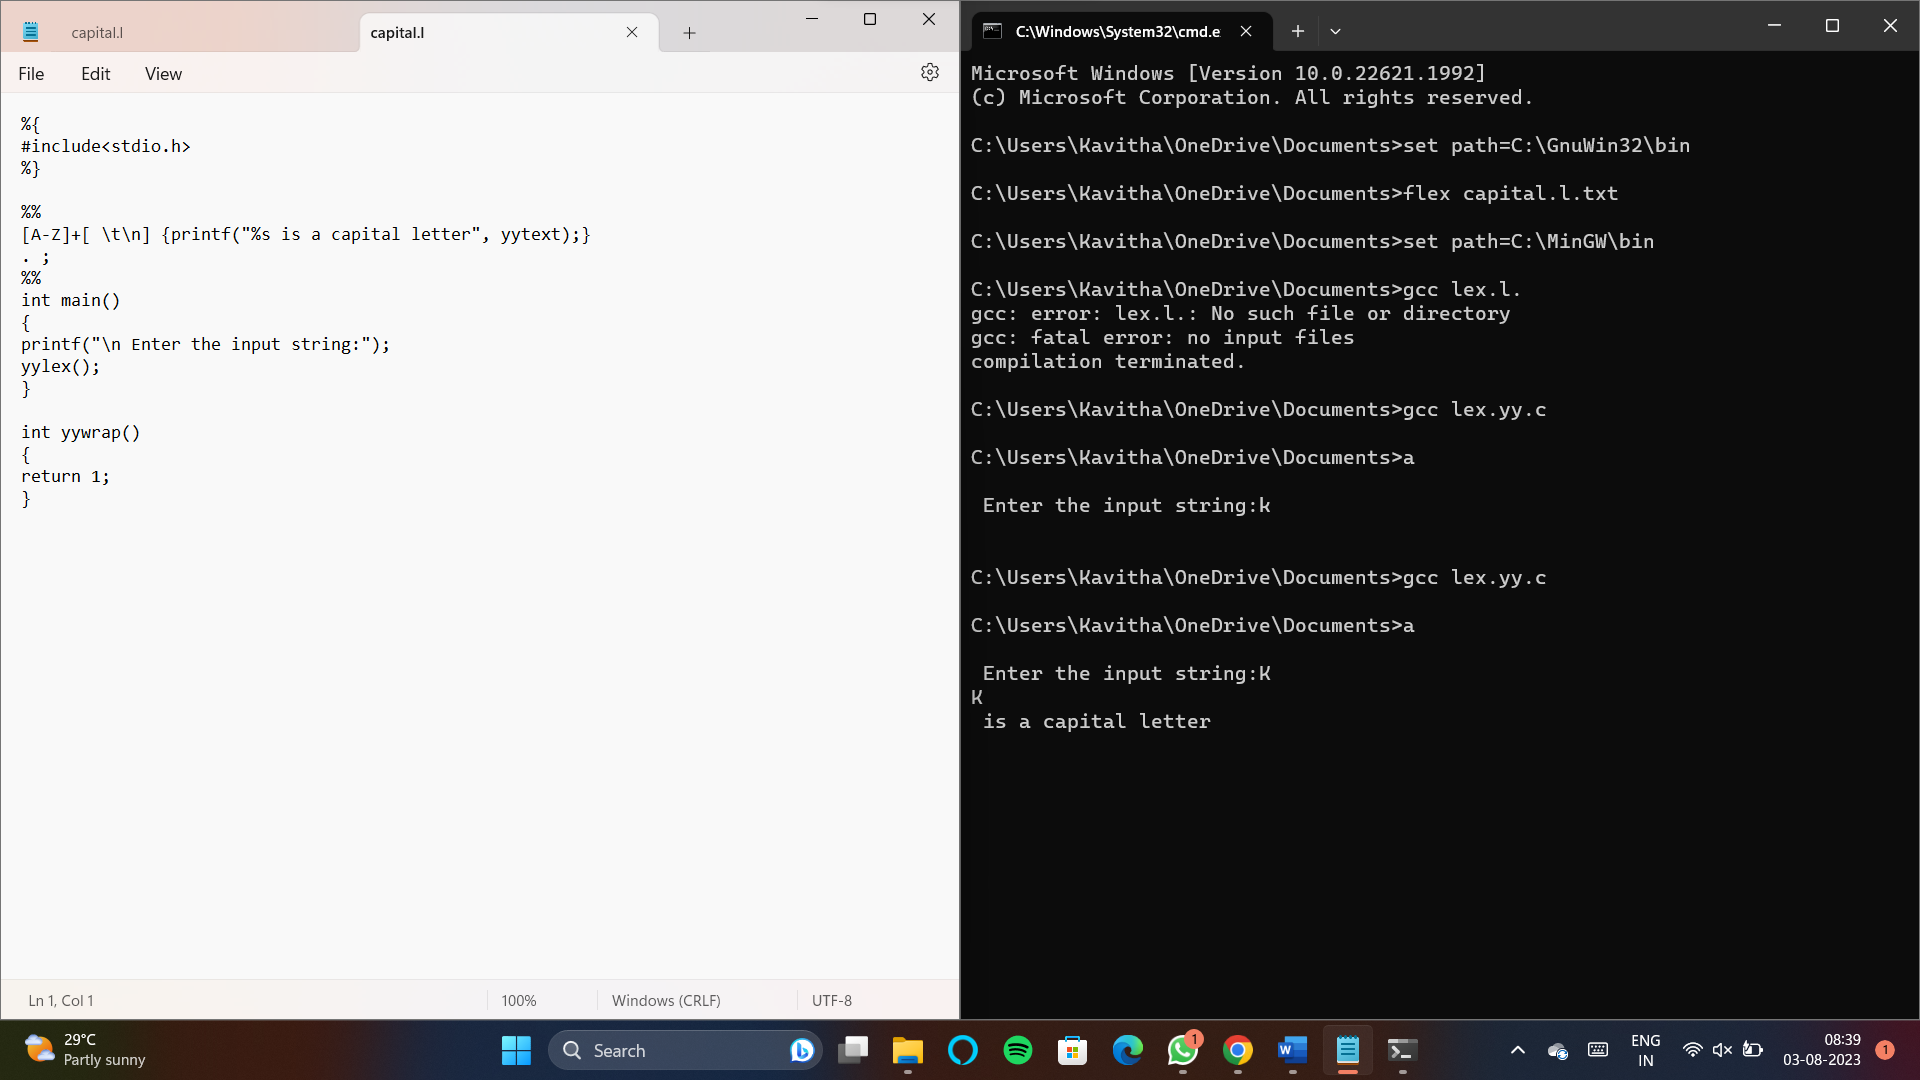 capital.l
capital.l
File Edit View
%{
#include<stdio.h>
%}
%%
[A-Z]+[ \t\n] {printf("%s is a capital letter", yytext);}
. ;
%%
int main()
{
printf("\n Enter the input string:");
yylex();
}
int yywrap()
{
return 1;
}
Ln 1, Col 1
100%
Windows (CRLF)
UTF-8
C:\Windows\System32\cmd.e
Microsoft Windows [Version 10.0.22621.1992]
(c) Microsoft Corporation. All rights reserved.
C:\Users\Kavitha\OneDrive\Documents>set path=C:\GnuWin32\bin
C:\Users\Kavitha\OneDrive\Documents>flex capital.l.txt
C:\Users\Kavitha\OneDrive\Documents>set path=C:\MinGW\bin
C:\Users\Kavitha\OneDrive\Documents>gcc lex.l.
gcc: error: lex.l.: No such file or directory
gcc: fatal error: no input files
compilation terminated.
C:\Users\Kavitha\OneDrive\Documents>gcc lex.yy.c
C:\Users\Kavitha\OneDrive\Documents>a
Enter the input string:k
C:\Users\Kavitha\OneDrive\Documents>gcc lex.yy.c
C:\Users\Kavitha\OneDrive\Documents>a
Enter the input string:K
K
is a capital letter
29°C
Partly sunny
Search
1
ENG
IN
08:39
03-08-2023
1